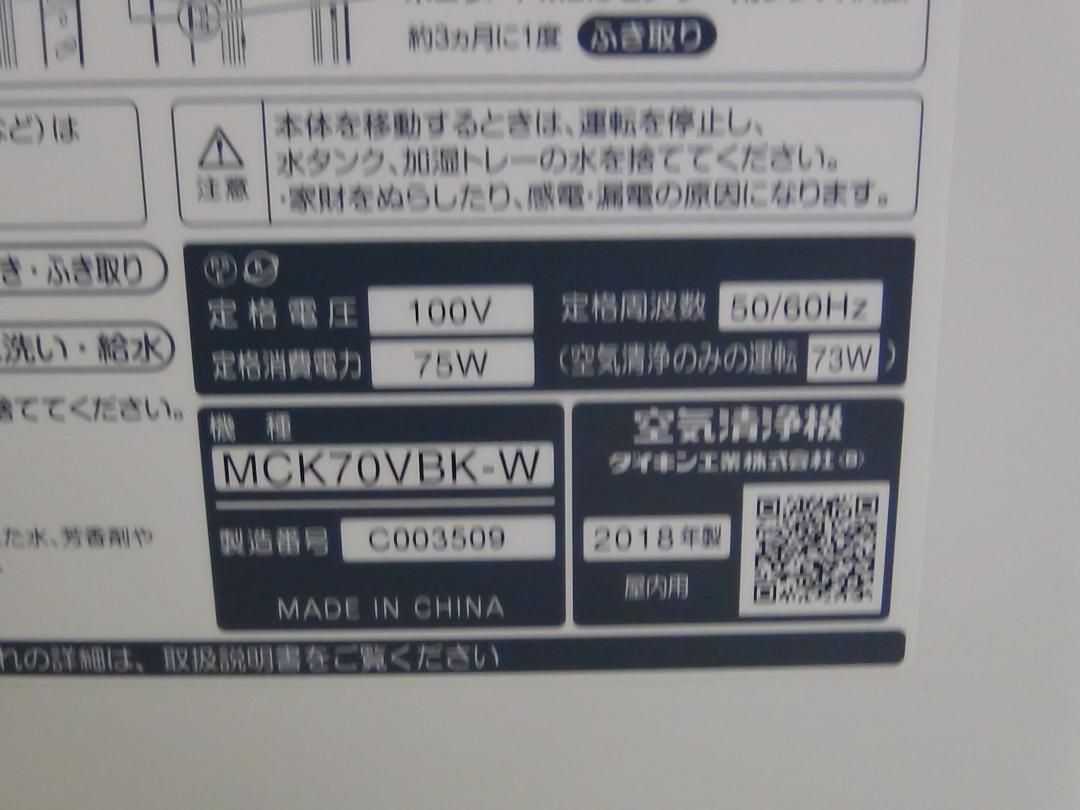 約3ヵ月に1度 ふき取り
など)は
注意
本体を移動するときは、運転を停止し、
水タンク、加湿トレーの水を捨ててください。
・家財をぬらしたり、感電・漏電の原因になります。
き・ふき取り
洗い・給水
捨ててください。
た水、芳香剤や
定格電圧 100V 定格周波数 50/60Hz
定格消費電力 75W (空気清浄のみの運転 73W)
機種
MCK70VBK-W
製造番号 C003509
MADE IN CHINA
空気清浄機
ダイキン工業株式会社
2018年製
屋内用
れの詳細は、取扱説明書をご覧ください